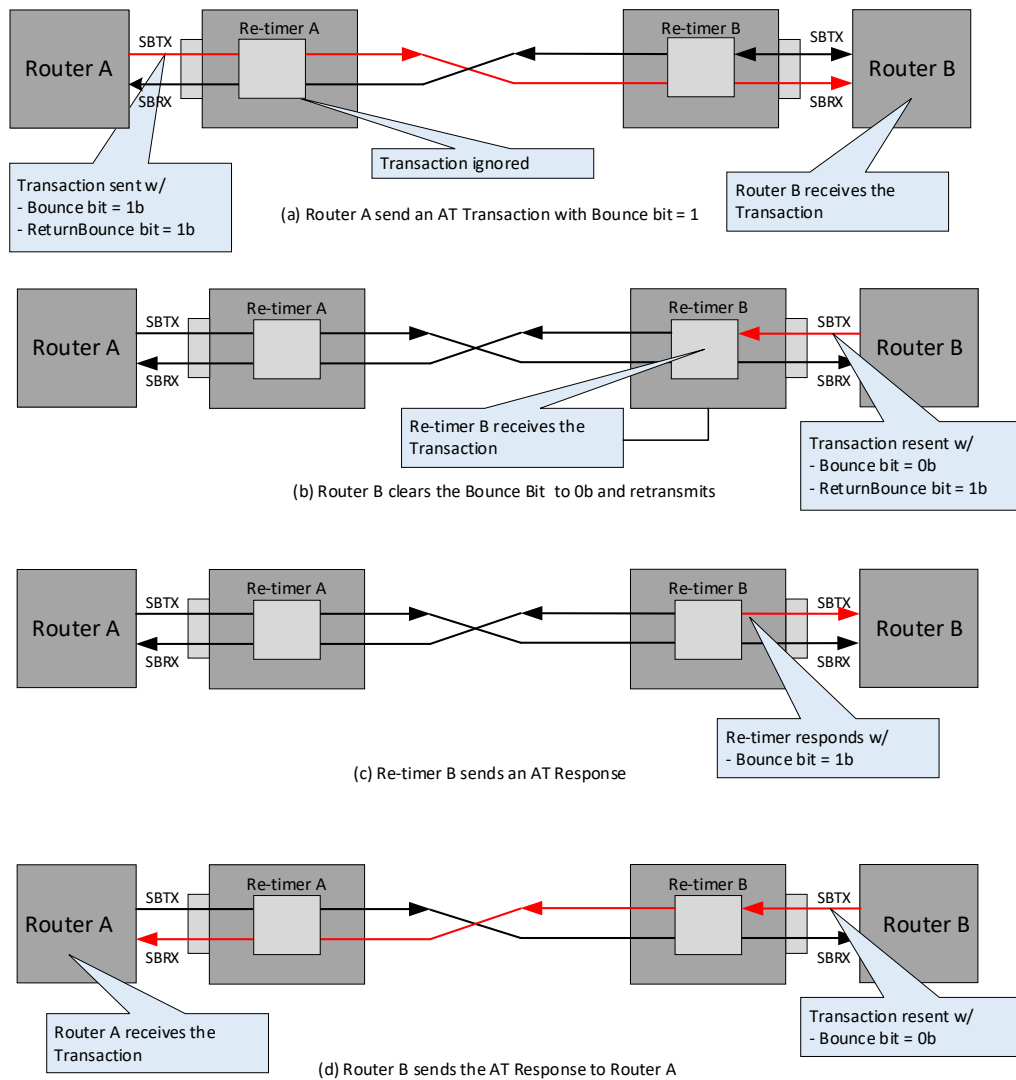 Re-timer A
Re-timer B
SBTX
SBTX
Router A
Router B
SBRX
SBRX
Transaction ignored
Transaction sent w/
- Bounce bit = 1b
- ReturnBounce bit = 1b
Router B receives the
Transaction
(a) Router A send an AT Transaction with Bounce bit = 1
Re-timer A
Re-timer B
SBTX
SBTX
Router A
Router B
SBRX
SBRX
Re-timer B receives the
Transaction
Transaction resent w/
- Bounce bit = 0b
- ReturnBounce bit = 1b
(b) Router B clears the Bounce Bit to 0b and retransmits
Re-timer A
Re-timer B
SBTX
SBTX
Router A
Router B
SBRX
SBRX
Re-timer responds w/
- Bounce bit = 1b
(c) Re-timer B sends an AT Response
Re-timer A
Re-timer B
SBTX
SBTX
Router A
Router B
SBRX
SBRX
Router A receives the
Transaction
Transaction resent w/
- Bounce bit = 0b
(d) Router B sends the AT Response to Router A